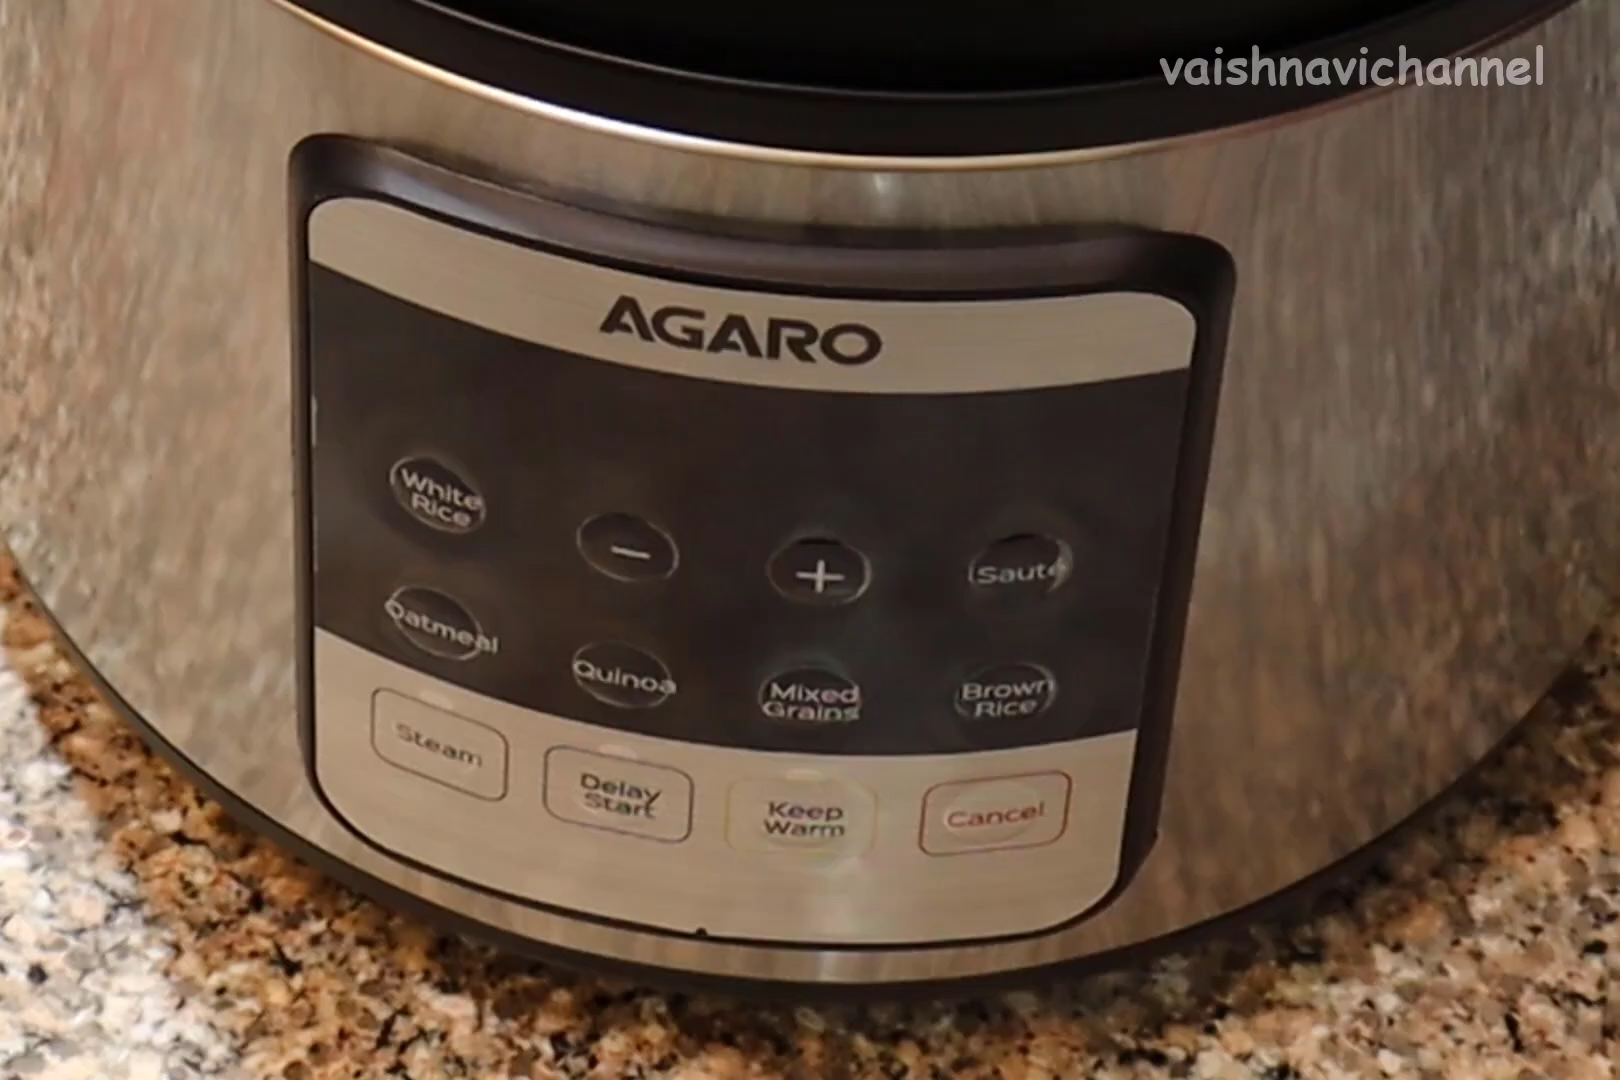 vaishnavichannel
AGARO
White
Rice
−
+
Saute
Oatmeal
Quinoa
Mixed
Grains
Brown
Rice
Steam
Delay
Start
Keep
Warm
Cancel